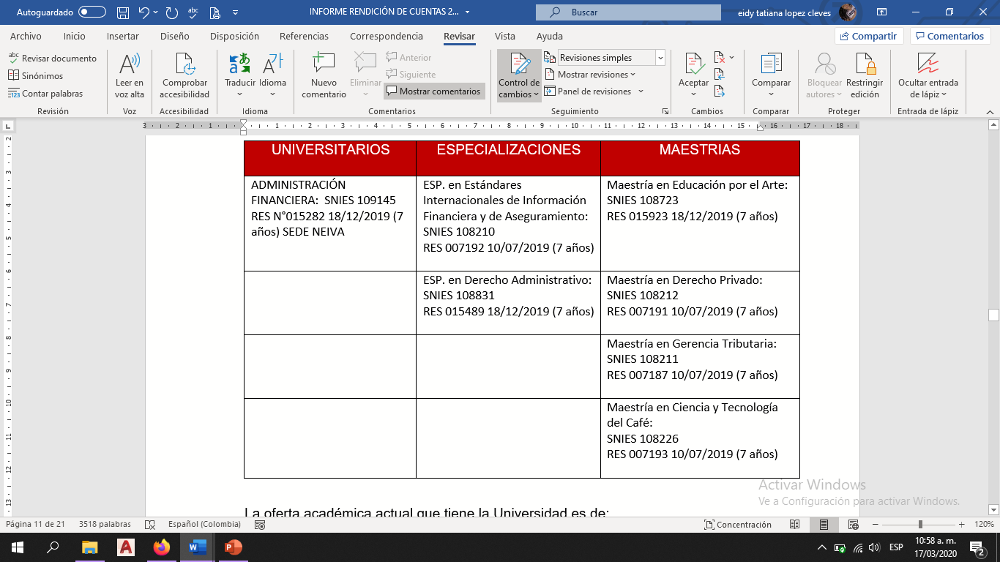 Autoguardado
INFORME RENDICIÓN DE CUENTAS 2...
Buscar
eidy tatiana lopez cleves
Archivo
Inicio
Insertar
Diseño
Disposición
Referencias
Correspondencia
Revisar
Vista
Ayuda
Compartir
Comentarios
Revisar documento
Sinónimos
Contar palabras
Revisión
Leer en
voz alta
Voz
Comprobar
accesibilidad
Accesibilidad
Traducir
Idioma
Idioma
Nuevo
comentario
Eliminar
Anterior
Siguiente
Mostrar comentarios
Comentarios
Control de
cambios
Revisiones simples
Mostrar revisiones
Panel de revisiones
Seguimiento
Aceptar
Cambios
Comparar
Comparar
Bloquear
autores
Restringir
edición
Proteger
Ocultar entrada
de lápiz
Entrada de lápiz
UNIVERSITARIOS
ESPECIALIZACIONES
MAESTRIAS
ADMINISTRACIÓN
FINANCIERA: SNIES 109145
RES N°015282 18/12/2019 (7
años) SEDE NEIVA
ESP. en Estándares
Internacionales de Información
Financiera y de Aseguramiento:
SNIES 108210
RES 007192 10/07/2019 (7 años)
Maestría en Educación por el Arte:
SNIES 108723
RES 015923 18/12/2019 (7 años)
ESP. en Derecho Administrativo:
SNIES 108831
RES 015489 18/12/2019 (7 años)
Maestría en Derecho Privado:
SNIES 108212
RES 007191 10/07/2019 (7 años)
Maestría en Gerencia Tributaria:
SNIES 108211
RES 007187 10/07/2019 (7 años)
Maestría en Ciencia y Tecnología
del Café:
SNIES 108226
RES 007193 10/07/2019 (7 años)
La oferta académica actual que tiene la Universidad es de:
Activar Windows
Ve a Configuración para activar Windows.
Página 11 de 21
3518 palabras
Español (Colombia)
Concentración
120%
ESP
10:58 a. m.
17/03/2020
2